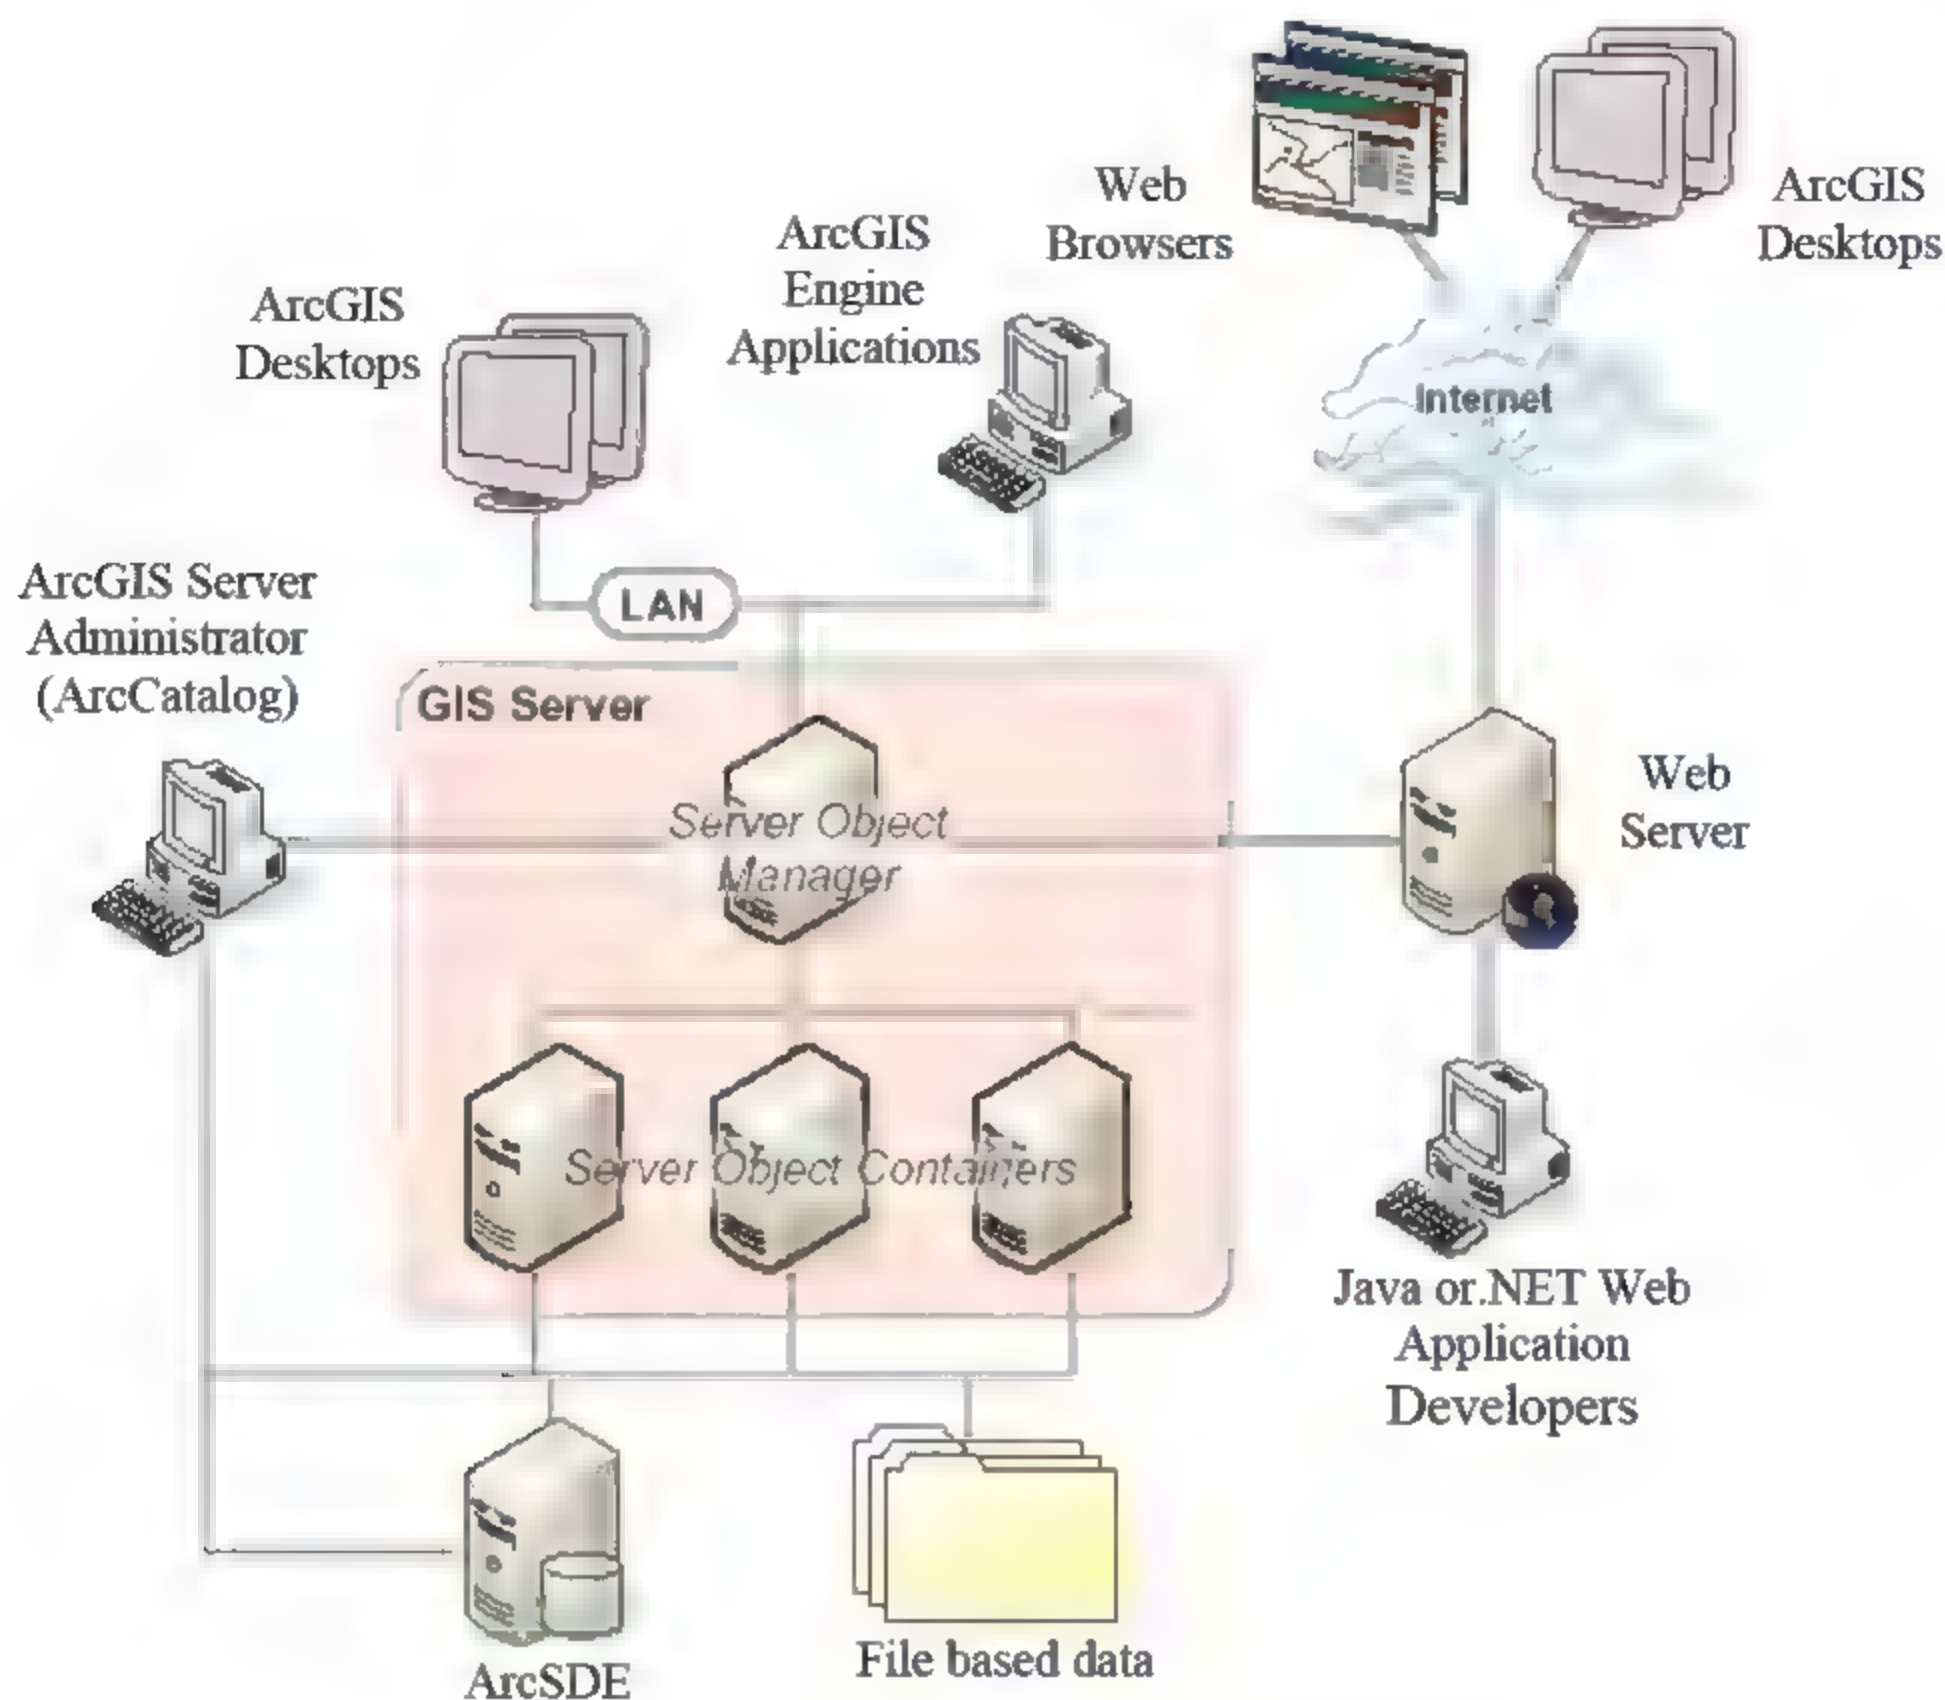 Web
Browsers
ArcGIS
Desktops
ArcGIS
Engine
Applications
ArcGIS
Desktops
Internet
ArcGIS Server
Administrator
(ArcCatalog)
LAN
GIS Server
Server Object
Manager
Web
Server
Server Object Containers
Java or.NET Web
Application
Developers
ArcSDE
File based data